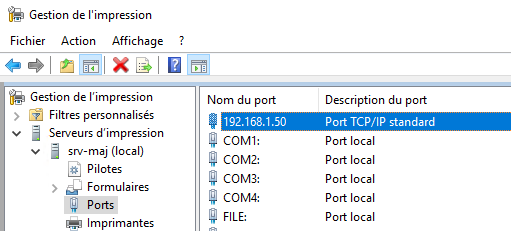 Gestion de l'impression
Fichier Action Affichage ?
Gestion de l'impression
Filtres personnalisés
Serveurs d'impression
srv-maj (local)
Pilotes
Formulaires
Ports
Imprimantes
Nom du port Description du port
192.168.1.50 Port TCP/IP standard
COM1: Port local
COM2: Port local
COM3: Port local
COM4: Port local
FILE: Port local